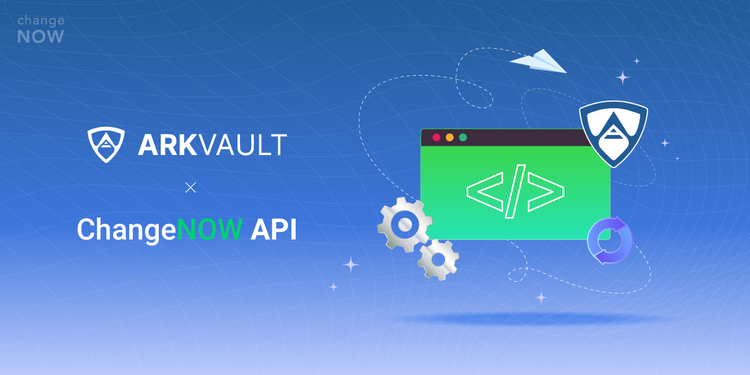 change
NOW
ARKVAULT
×
ChangeNOW API
</>